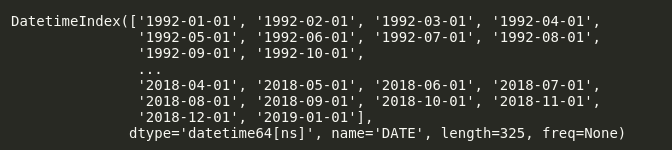 DatetimeIndex(['1992-01-01', '1992-02-01', '1992-03-01', '1992-04-01',
'1992-05-01', '1992-06-01', '1992-07-01', '1992-08-01',
'1992-09-01', '1992-10-01',
...
'2018-04-01', '2018-05-01', '2018-06-01', '2018-07-01',
'2018-08-01', '2018-09-01', '2018-10-01', '2018-11-01',
'2018-12-01', '2019-01-01'],
dtype='datetime64[ns]', name='DATE', length=325, freq=None)